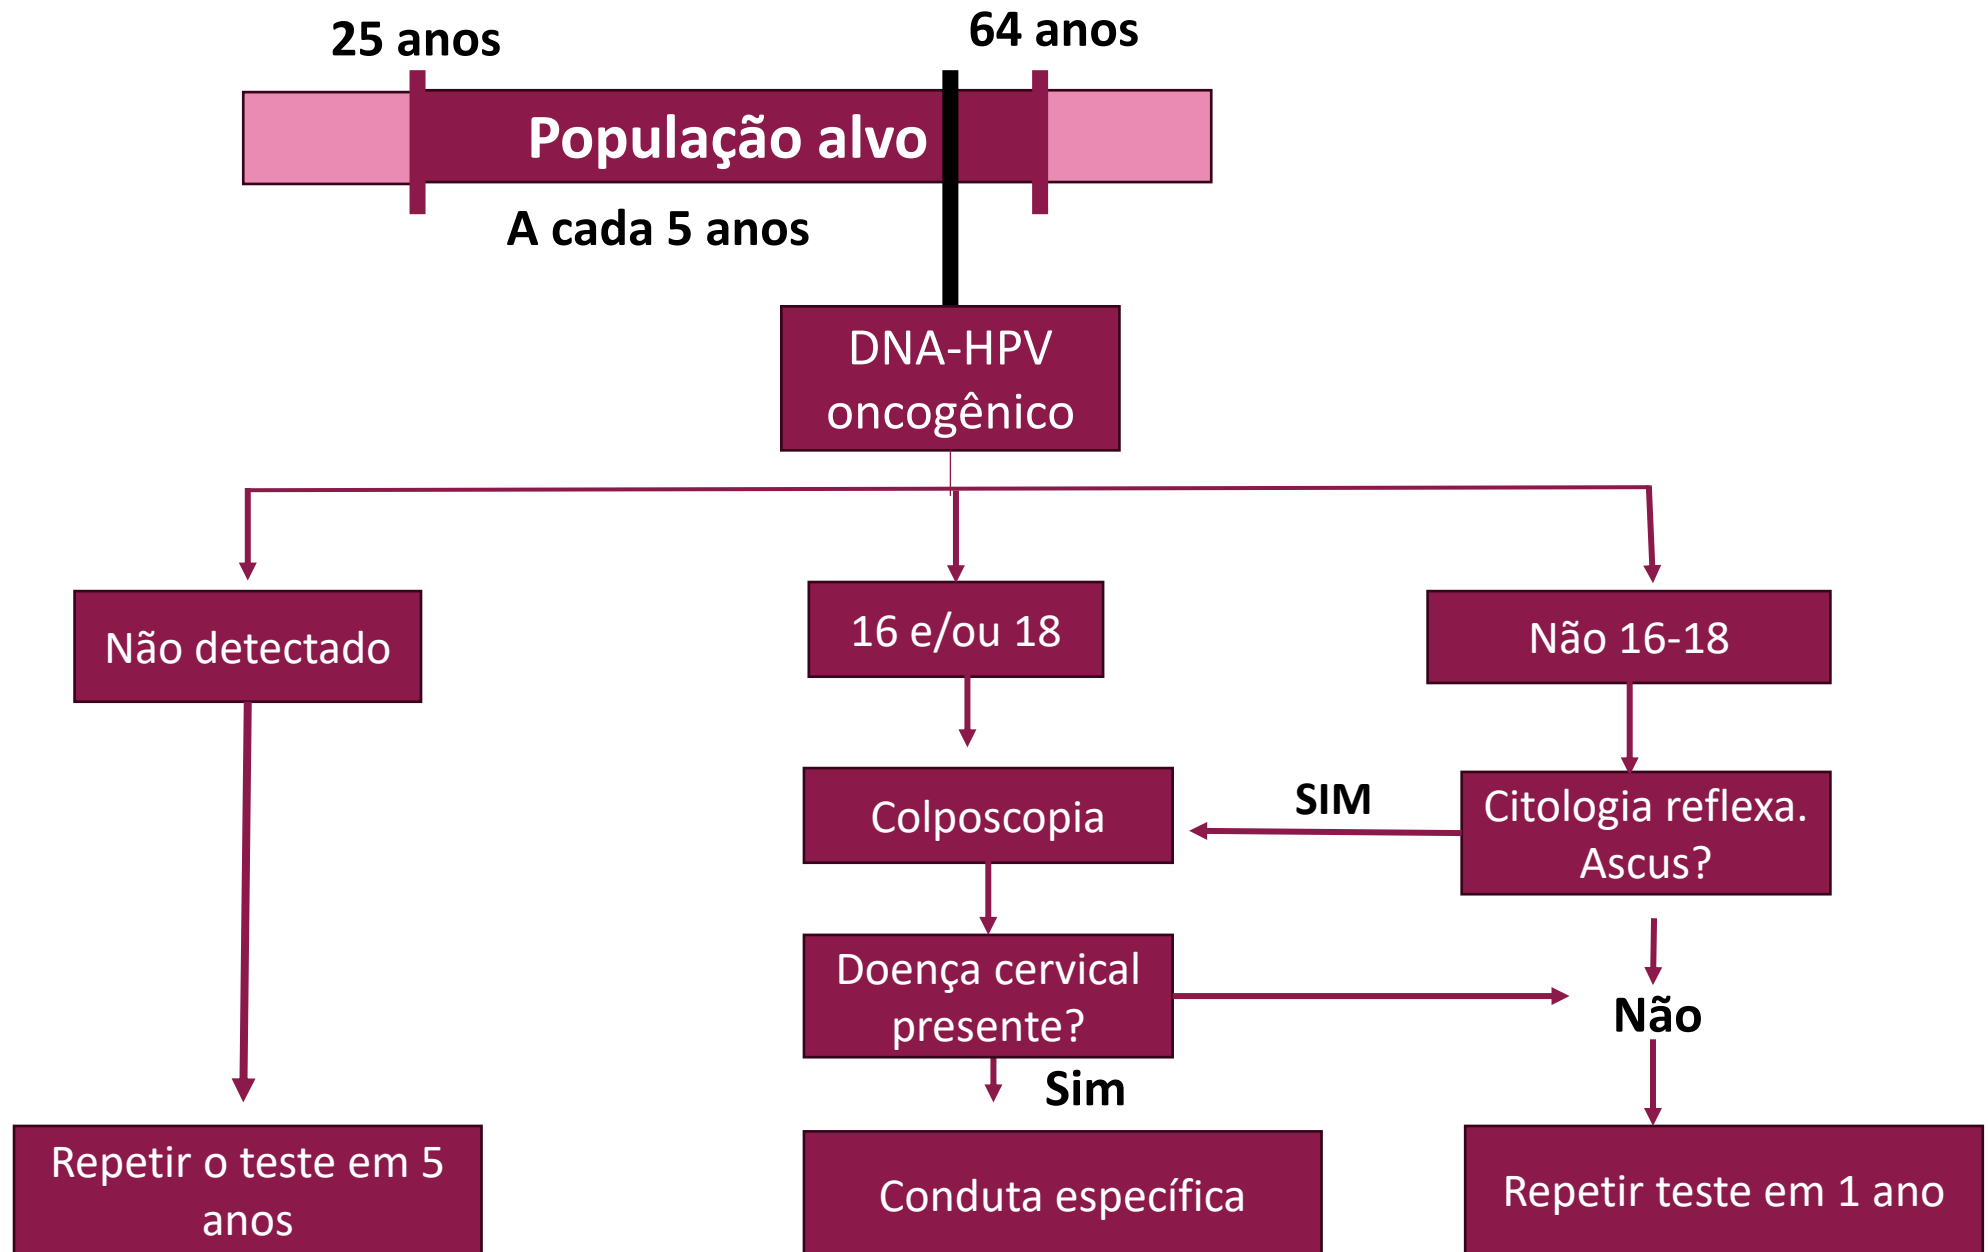 25 anos
64 anos
População alvo
A cada 5 anos
DNA-HPV
oncogênico
Não detectado
16 e/ou 18
Não 16-18
Colposcopia
SIM
Citologia reflexa.
Ascus?
Doença cervical
presente?
Não
Sim
Repetir o teste em 5
anos
Conduta específica
Repetir teste em 1 ano